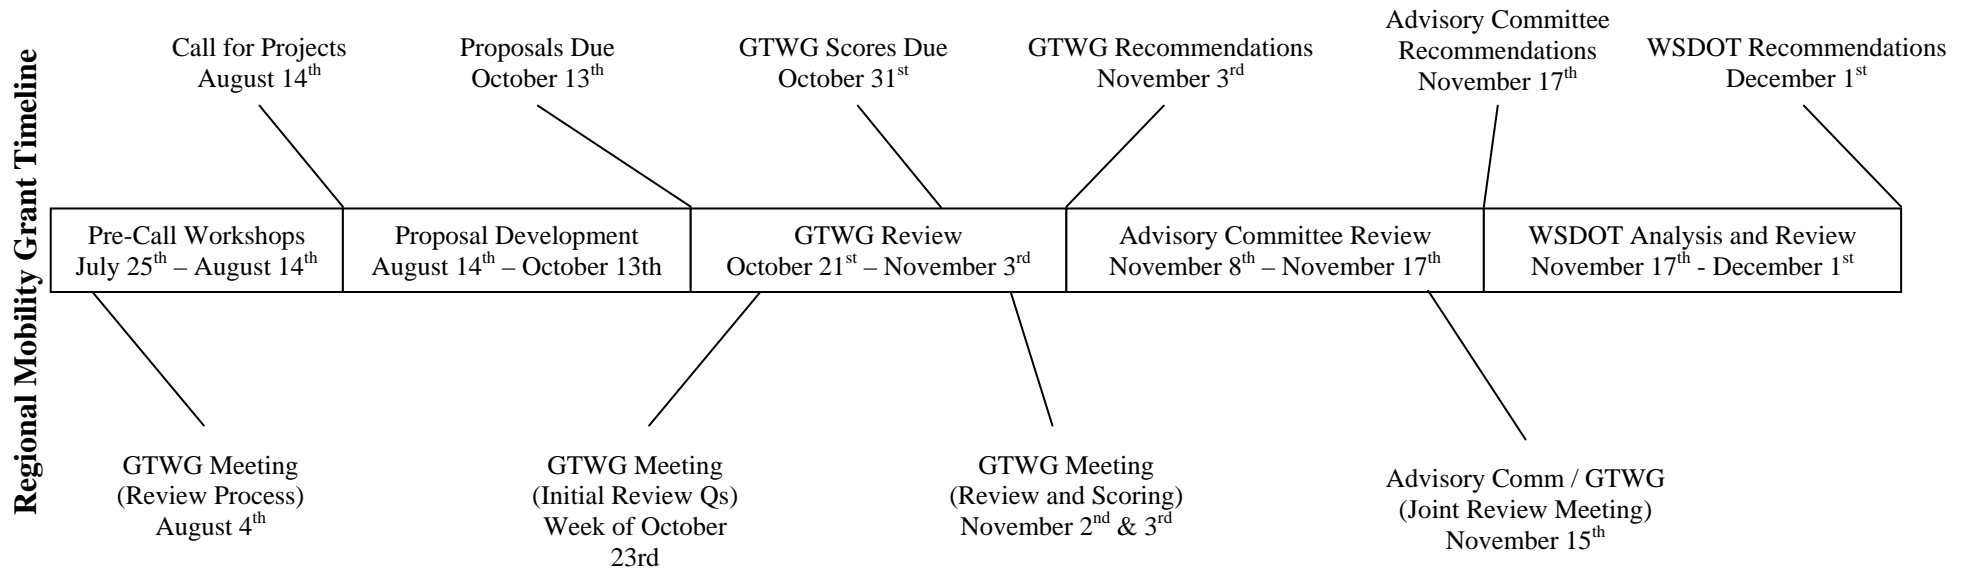 Regional Mobility Grant Timeline
Call for Projects
August 14th
Proposals Due
October 13th
GTWG Scores Due
October 31st
GTWG Recommendations
November 3rd
Advisory Committee
Recommendations
November 17th
WSDOT Recommendations
December 1st
Pre-Call Workshops
July 25th – August 14th
Proposal Development
August 14th – October 13th
GTWG Review
October 21st – November 3rd
Advisory Committee Review
November 8th – November 17th
WSDOT Analysis and Review
November 17th - December 1st
GTWG Meeting
(Review Process)
August 4th
GTWG Meeting
(Initial Review Qs)
Week of October
23rd
GTWG Meeting
(Review and Scoring)
November 2nd & 3rd
Advisory Comm / GTWG
(Joint Review Meeting)
November 15th